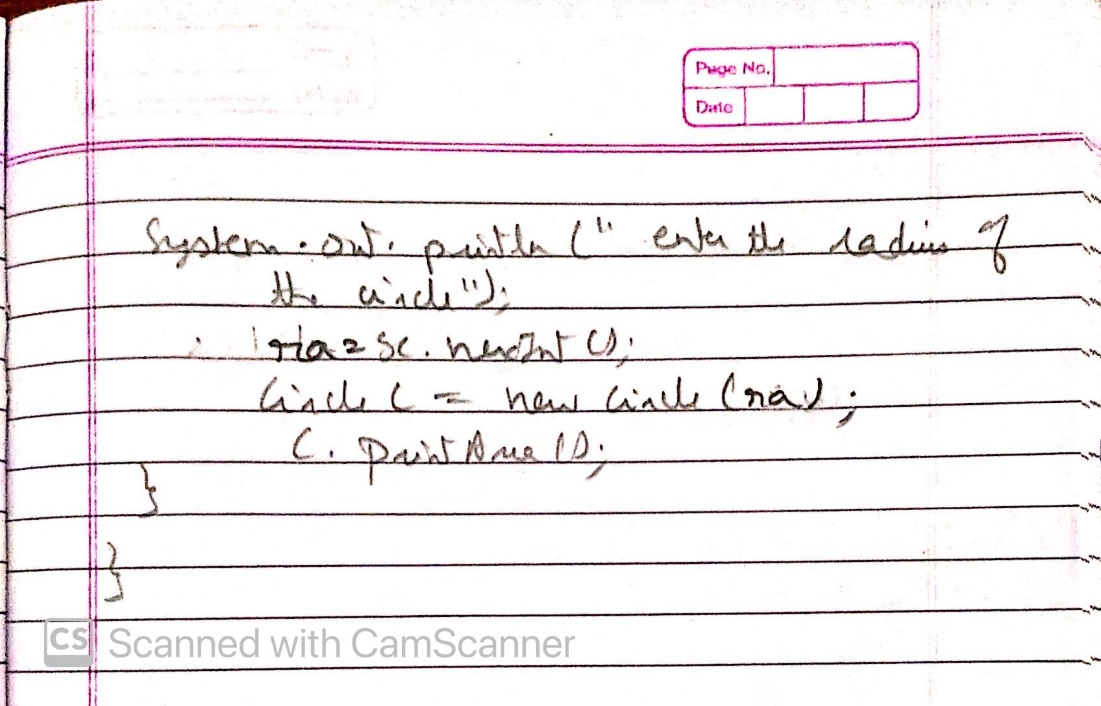 Page No.
Date
System.out.println (" enter the radius of
the circle");
ra = sc.nextInt ();
Circle C = new Circle (ra);
C. printArea ();
}
}
CS Scanned with CamScanner